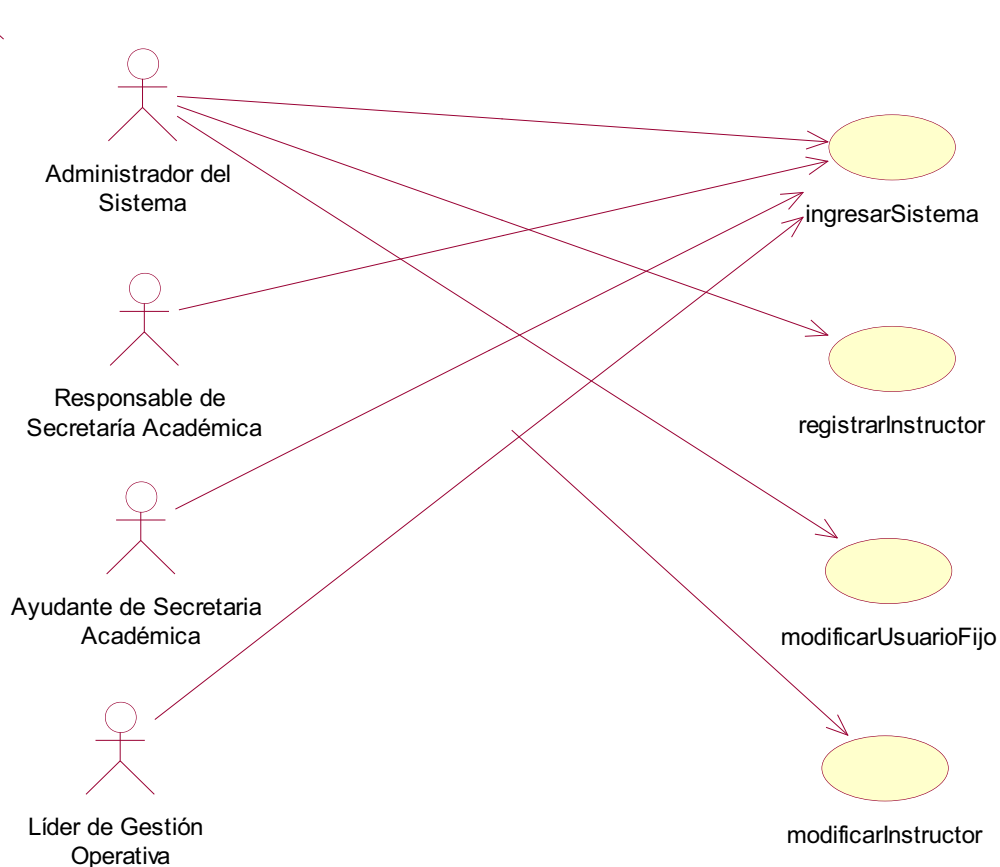 Administrador del
Sistema
ingresarSistema
Responsable de
Secretaría Académica
registrarInstructor
Ayudante de Secretaria
Académica
modificarUsuarioFijo
Líder de Gestión
Operativa
modificarInstructor